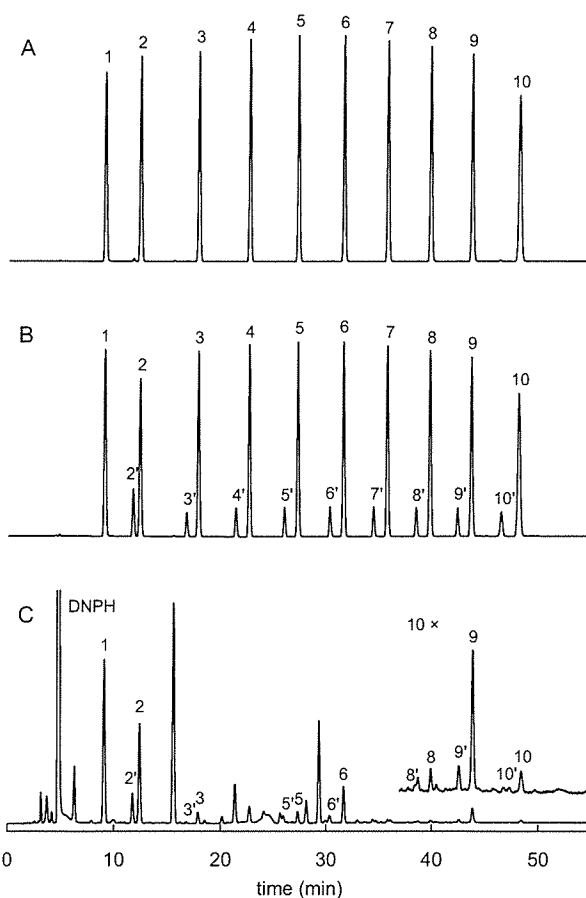 A
1 2 3 4 5 6 7 8 9 10
B
1 2 3 4 5 6 7 8 9 10
2' 3' 4' 5' 6' 7' 8' 9' 10'
C
DNPH
10 ×
1 2 2' 3' 3 5' 5 6' 6 8' 8 9' 9 10' 10
0 10 20 30 40 50
time (min)